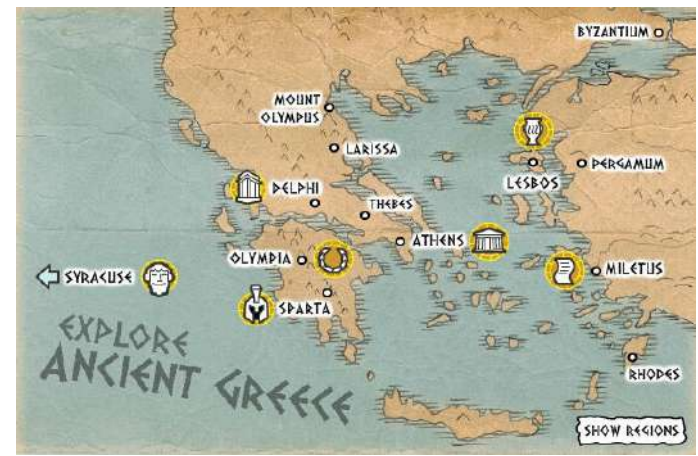 BYZANTIUM
MOUNT
OLYMPUS
LARISSA
PERGAMUM
LESBOS
DELPHI
THEBES
ATHENS
OLYMPIA
MILETUS
SYRACUSE
SPARTA
EXPLORE
ANCIENT GREECE
RHODES
SHOW REGIONS